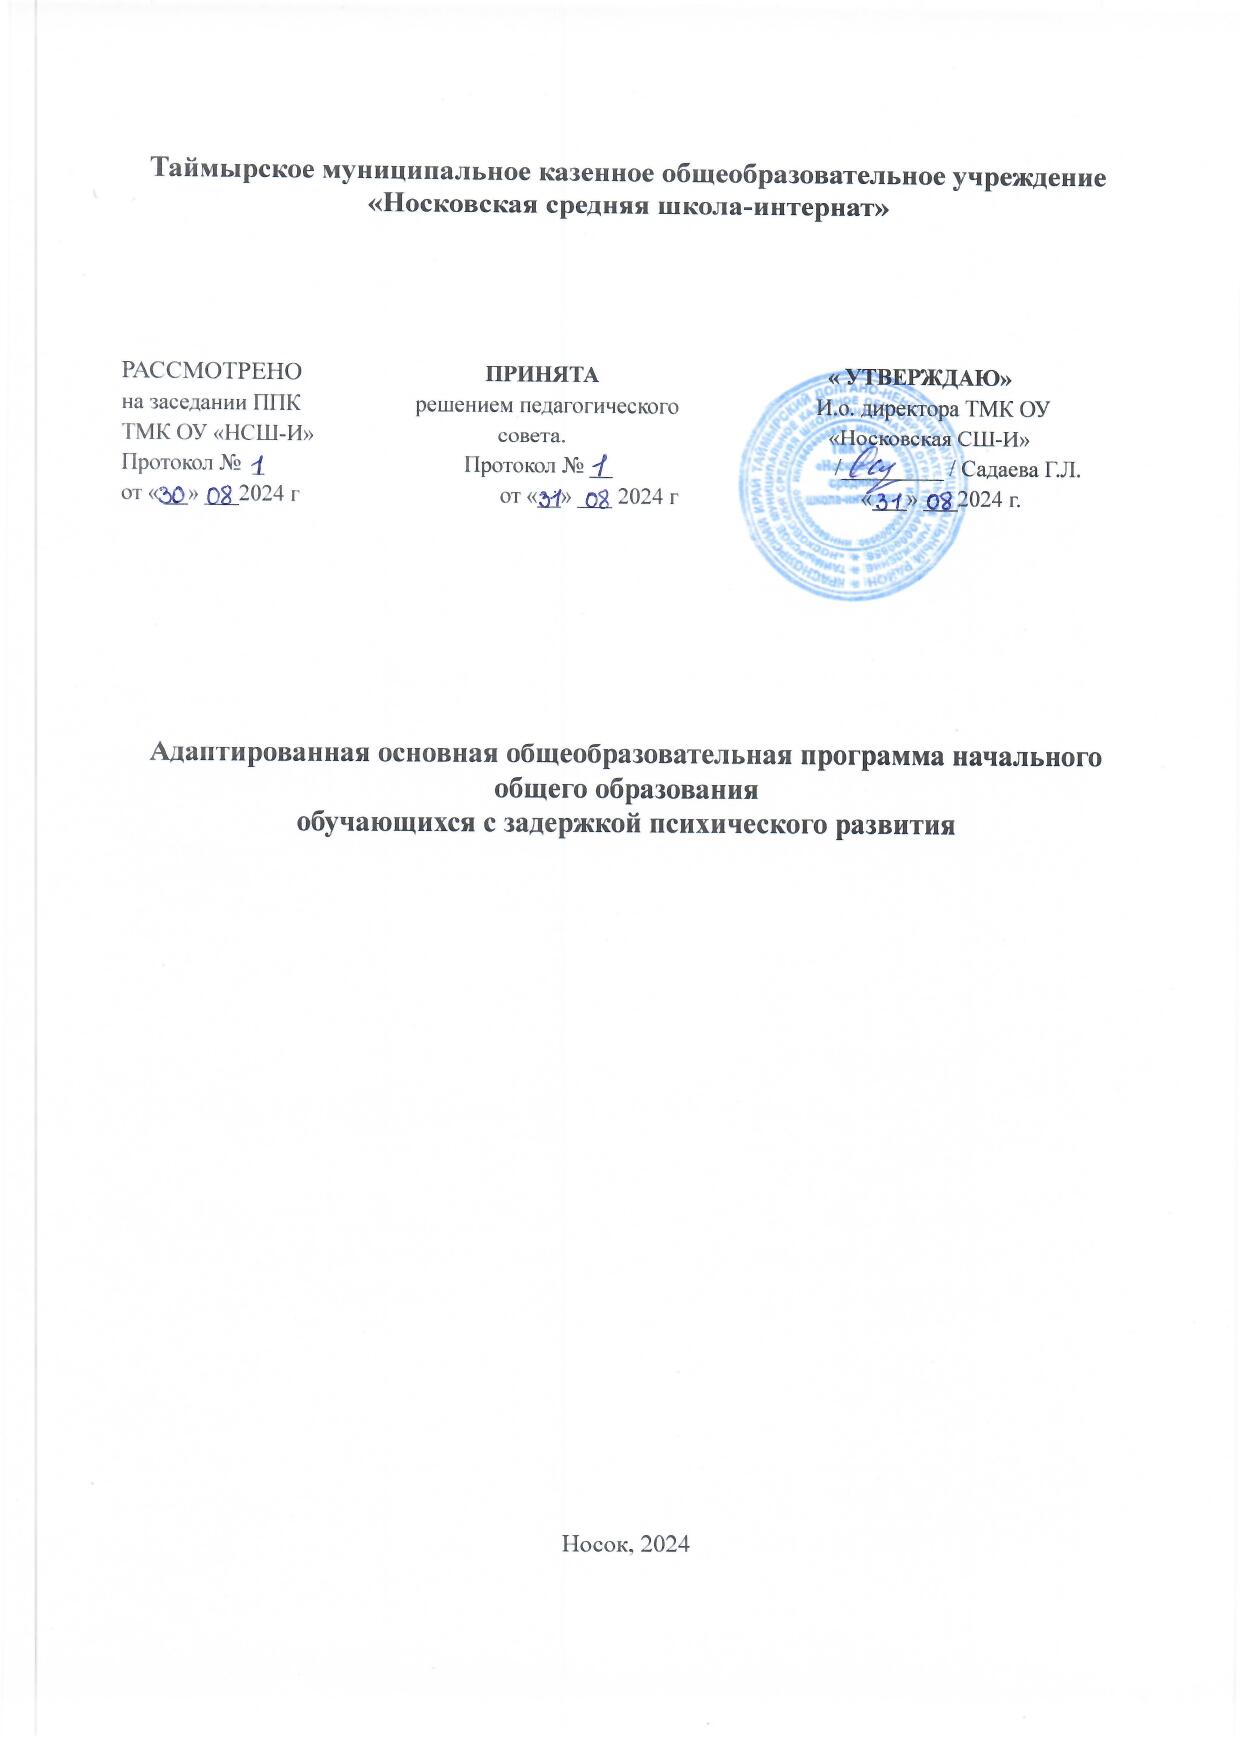 Таймырское муниципальное казенное общеобразовательное учреждение
«Носковская средняя школа-интернат»
РАССМОТРЕНО
на заседании ППК
ТМК ОУ «НСШ-И»
Протокол № 1
от «30» 08 2024 г
ПРИНЯТА
решением педагогического
совета.
Протокол № 1
от «31» 08 2024 г
« УТВЕРЖДАЮ»
И.о. директора ТМК ОУ
«Носковская СШ-И»
/ / Садаева Г.Л.
«31» 08 2024 г.
Адаптированная основная общеобразовательная программа начального
общего образования
обучающихся с задержкой психического развития
Носок, 2024